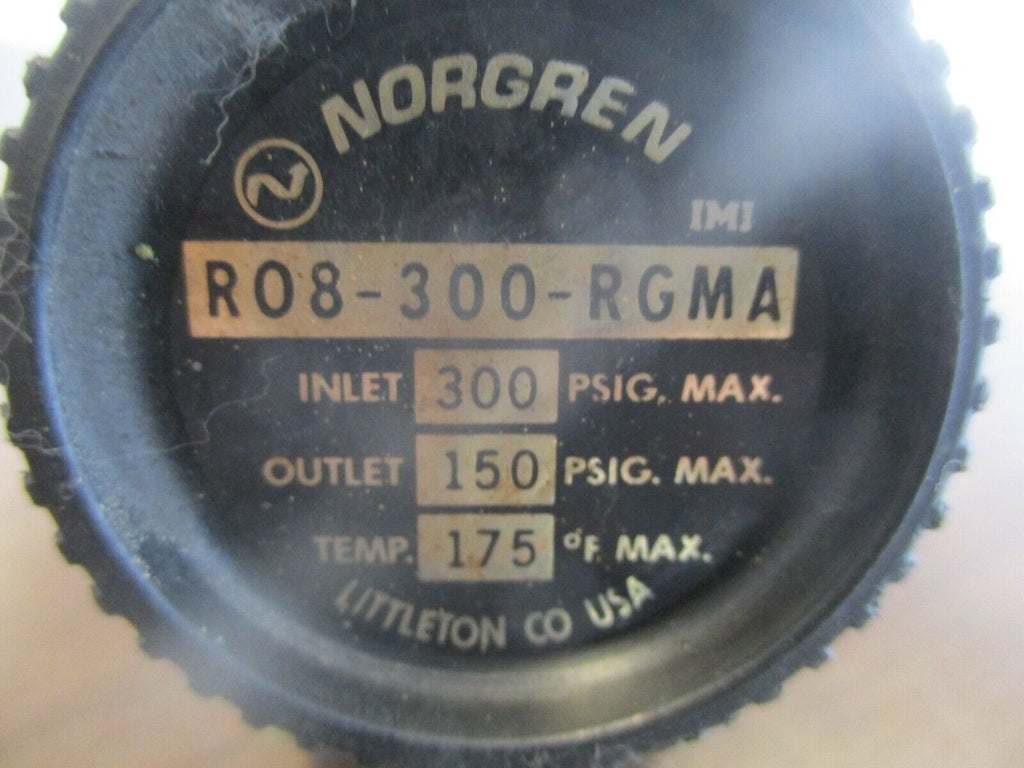 NORGREN
IMI
R08-300-RGMA
INLET 300 PSIG. MAX.
OUTLET 150 PSIG. MAX.
TEMP. 175 °F. MAX.
LITTLETON CO USA